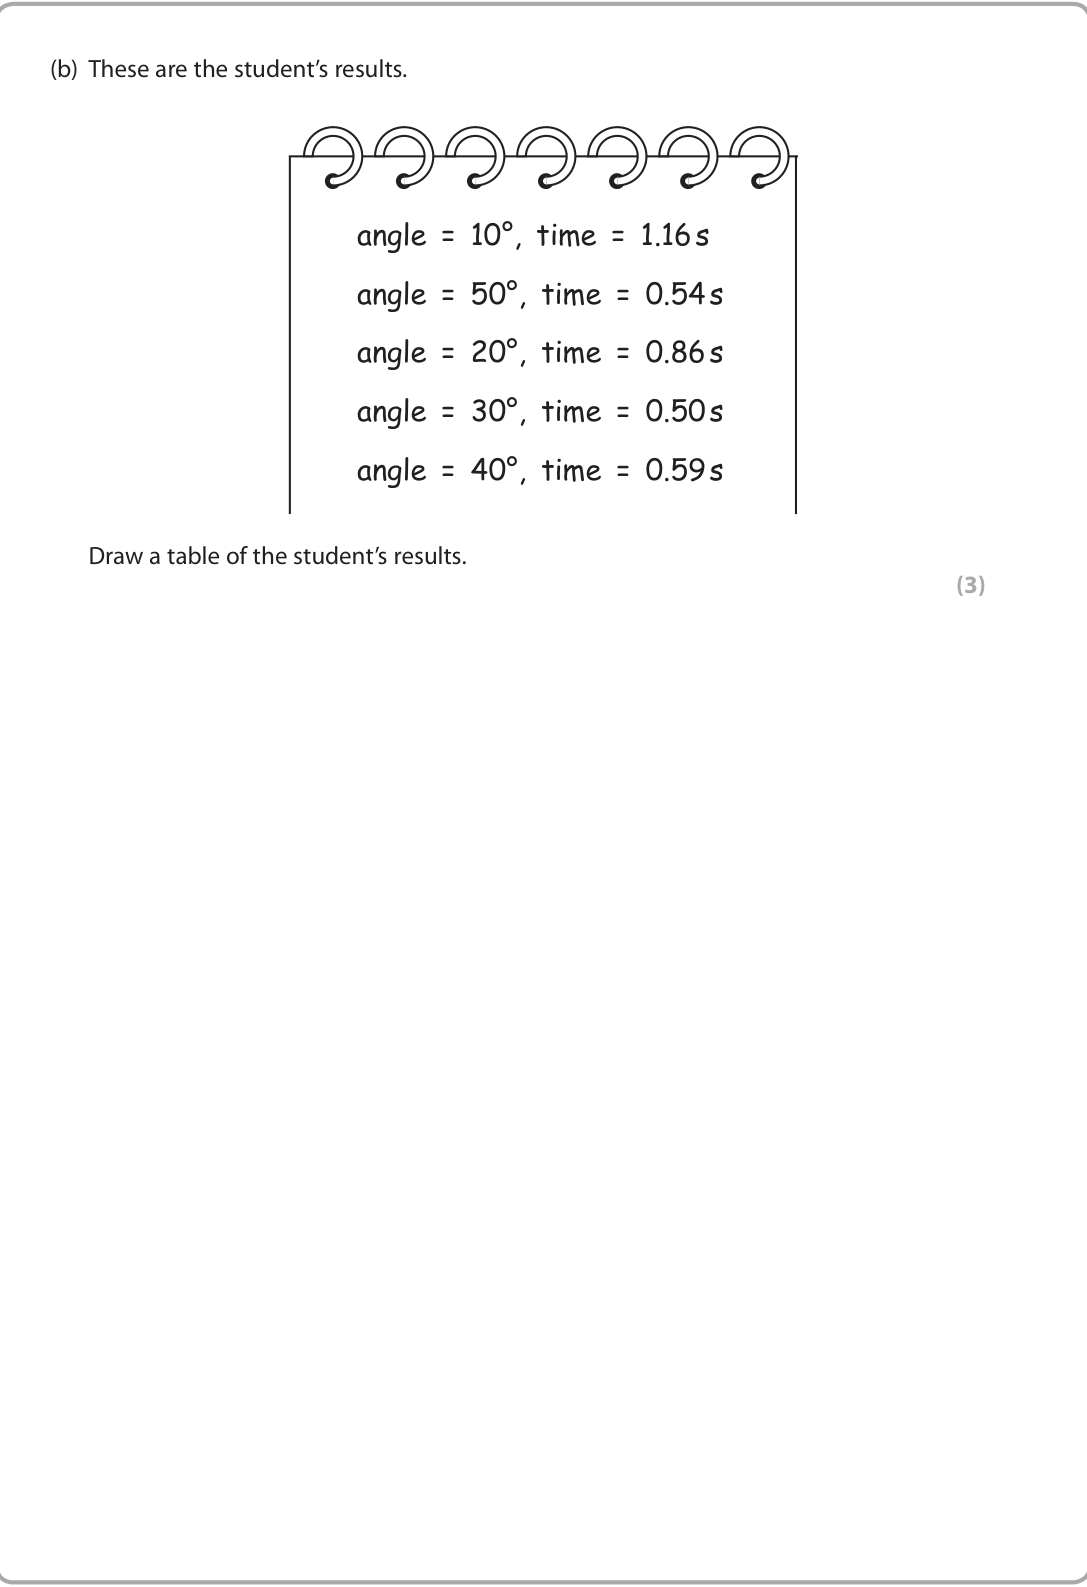 (b) These are the student’s results.
angle = 10°, time = 1.16 s
angle = 50°, time = 0.54 s
angle = 20°, time = 0.86 s
angle = 30°, time = 0.50 s
angle = 40°, time = 0.59 s
Draw a table of the student’s results.
(3)